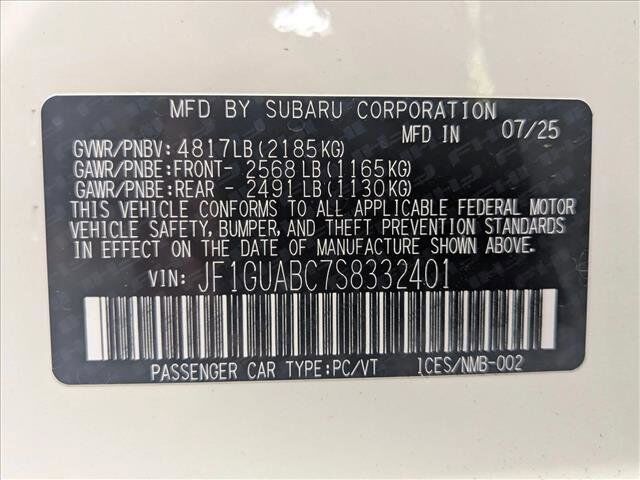 MFD BY SUBARU CORPORATION
MFD IN 07/25
GVWR/PNBV: 4817LB(2185KG)
GAWR/PNBE:FRONT- 2568LB(1165KG)
GAWR/PNBE:REAR - 2491LB(1130KG)
THIS VEHICLE CONFORMS TO ALL APPLICABLE FEDERAL MOTOR
VEHICLE SAFETY, BUMPER, AND THEFT PREVENTION STANDARDS
IN EFFECT ON THE DATE OF MANUFACTURE SHOWN ABOVE.
VIN: JF1GUABC7S8332401
PASSENGER CAR TYPE:PC/VT 1CES/NMB-002